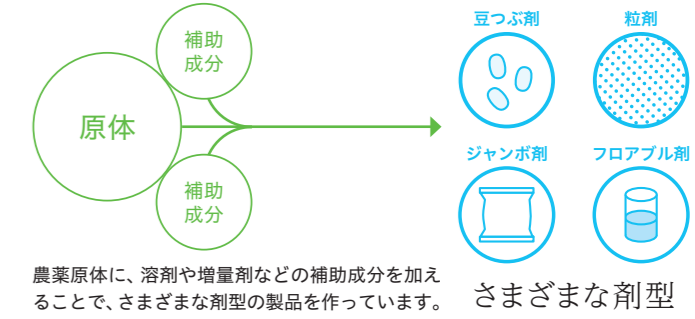 補助
成分
原体
補助
成分
農薬原体に、溶剤や増量剤などの補助成分を加え
ることで、さまざまな剤型の製品を作っています。
豆つぶ剤
粒剤
ジャンボ剤
フロアブル剤
さまざまな剤型